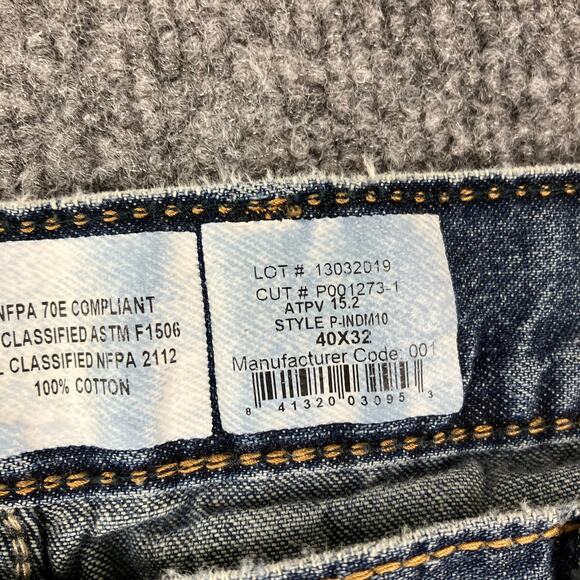 NFPA 70E COMPLIANT
CLASSIFIED ASTM F1506
CLASSIFIED NFPA 2112
100% COTTON
LOT # 13032019
CUT # P001273-1
ATPV 15.2
STYLE P-INDM10
40X32
Manufacturer Code: 001
8 41320 03095 3